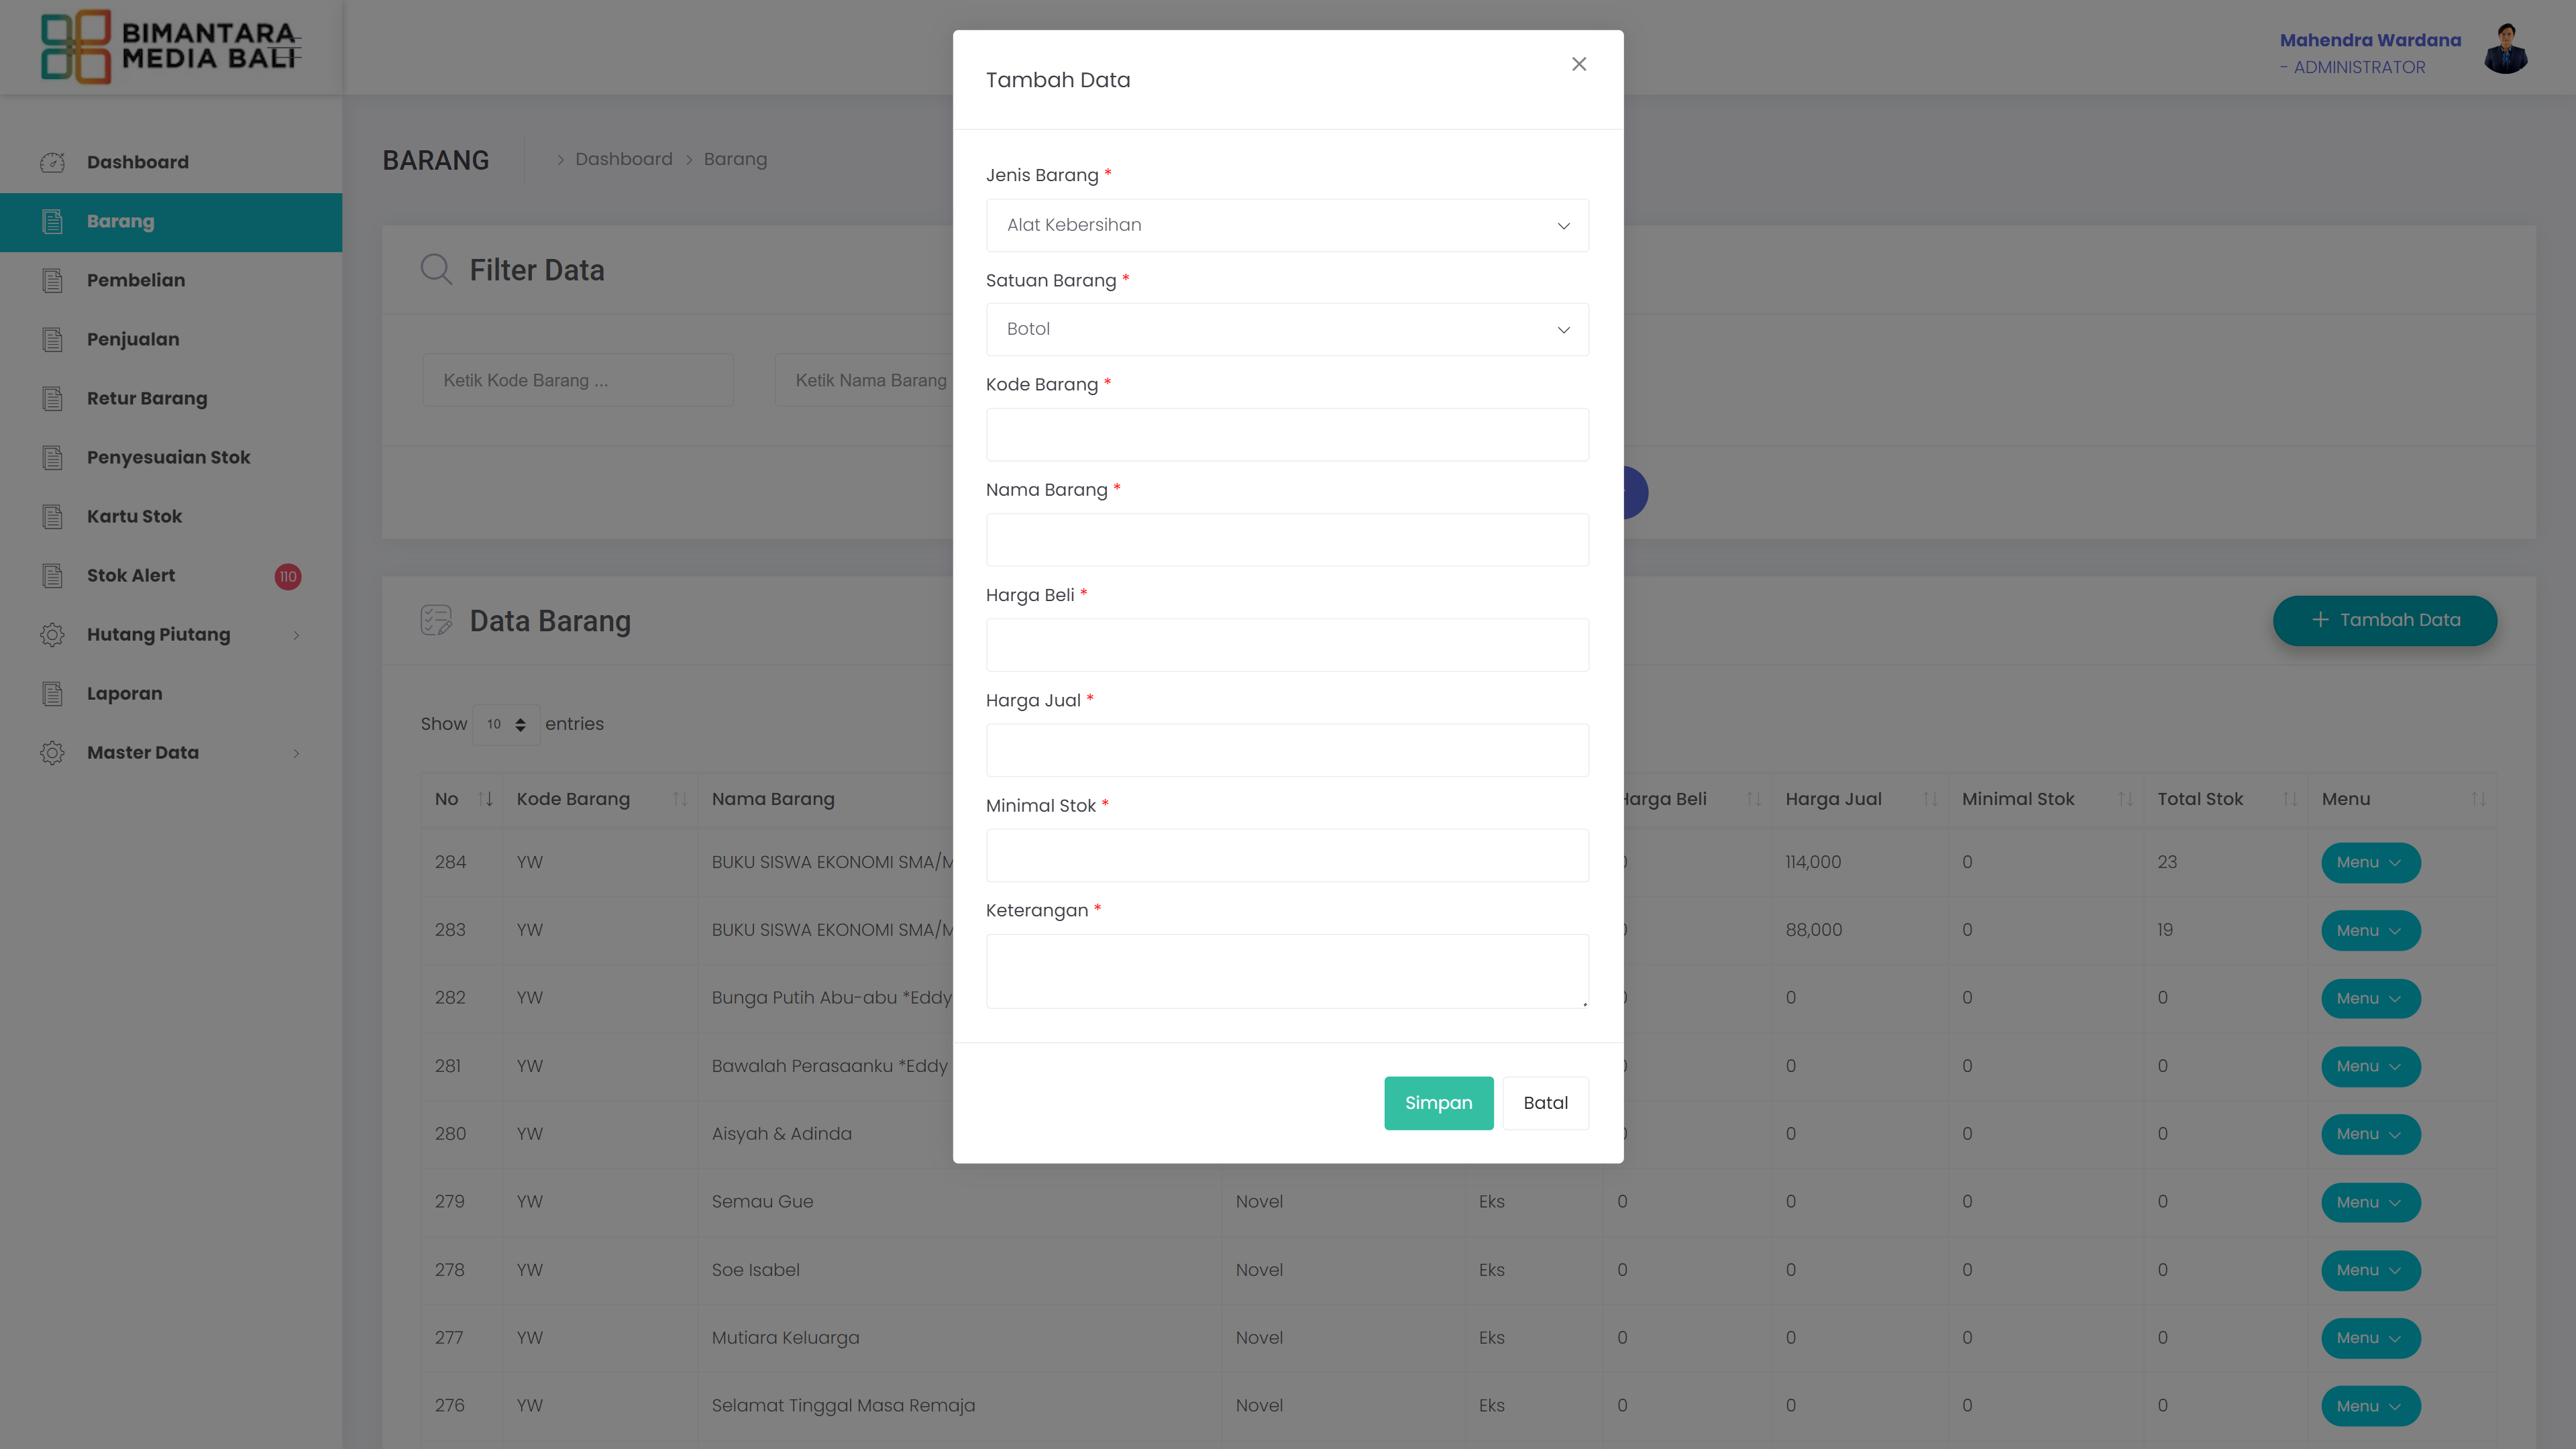 BIMANTARA
MEDIA BALI
Mahendra Wardana
- ADMINISTRATOR
Dashboard
Barang
Pembelian
Penjualan
Retur Barang
Penyesuaian Stok
Kartu Stok
Stok Alert 110
Hutang Piutang
Laporan
Master Data
BARANG > Dashboard > Barang
Filter Data
Ketik Kode Barang ... Ketik Nama Barang
Data Barang
+ Tambah Data
Show 10 entries
No Kode Barang Nama Barang Harga Beli Harga Jual Minimal Stok Total Stok Menu
284 YW BUKU SISWA EKONOMI SMA/M 114,000 0 23 Menu
283 YW BUKU SISWA EKONOMI SMA/M 88,000 0 19 Menu
282 YW Bunga Putih Abu-abu *Eddy 0 0 0 0 Menu
281 YW Bawalah Perasaanku *Eddy 0 0 0 0 Menu
280 YW Aisyah & Adinda 0 0 0 0 Menu
279 YW Semau Gue Novel Eks 0 0 0 0 Menu
278 YW Soe Isabel Novel Eks 0 0 0 0 Menu
277 YW Mutiara Keluarga Novel Eks 0 0 0 0 Menu
276 YW Selamat Tinggal Masa Remaja Novel Eks 0 0 0 0 Menu
Tambah Data
Jenis Barang *
Alat Kebersihan
Satuan Barang *
Botol
Kode Barang *
Nama Barang *
Harga Beli *
Harga Jual *
Minimal Stok *
Keterangan *
Simpan Batal